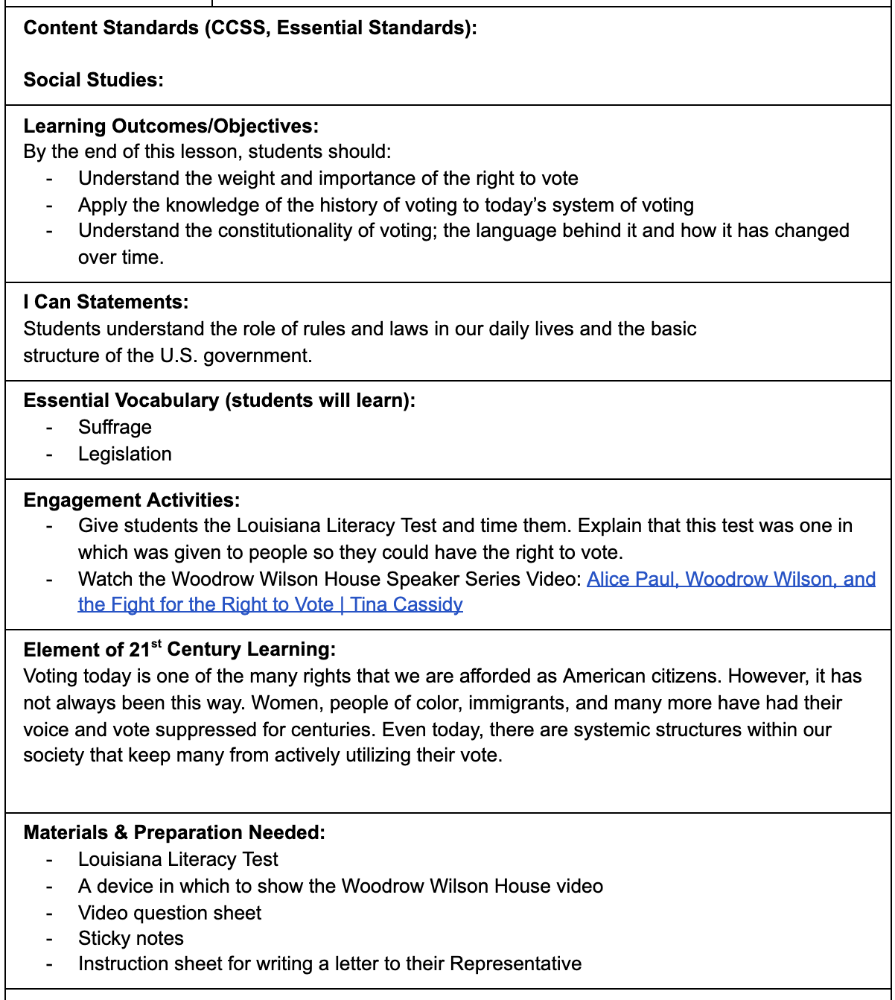 Content Standards (CCSS, Essential Standards):
Social Studies:
Learning Outcomes/Objectives:
By the end of this lesson, students should:
- Understand the weight and importance of the right to vote
- Apply the knowledge of the history of voting to today’s system of voting
- Understand the constitutionality of voting; the language behind it and how it has changed
over time.
I Can Statements:
Students understand the role of rules and laws in our daily lives and the basic
structure of the U.S. government.
Essential Vocabulary (students will learn):
- Suffrage
- Legislation
Engagement Activities:
- Give students the Louisiana Literacy Test and time them. Explain that this test was one in
which was given to people so they could have the right to vote.
- Watch the Woodrow Wilson House Speaker Series Video: Alice Paul, Woodrow Wilson, and
the Fight for the Right to Vote | Tina Cassidy
Element of 21st Century Learning:
Voting today is one of the many rights that we are afforded as American citizens. However, it has
not always been this way. Women, people of color, immigrants, and many more have had their
voice and vote suppressed for centuries. Even today, there are systemic structures within our
society that keep many from actively utilizing their vote.
Materials & Preparation Needed:
- Louisiana Literacy Test
- A device in which to show the Woodrow Wilson House video
- Video question sheet
- Sticky notes
- Instruction sheet for writing a letter to their Representative